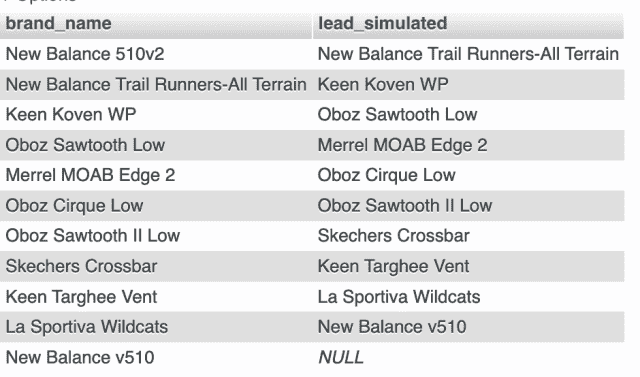 Options
brand_name lead_simulated
New Balance 510v2 New Balance Trail Runners-All Terrain
New Balance Trail Runners-All Terrain Keen Koven WP
Keen Koven WP Oboz Sawtooth Low
Oboz Sawtooth Low Merrel MOAB Edge 2
Merrel MOAB Edge 2 Oboz Cirque Low
Oboz Cirque Low Oboz Sawtooth II Low
Oboz Sawtooth II Low Skechers Crossbar
Skechers Crossbar Keen Targhee Vent
Keen Targhee Vent La Sportiva Wildcats
La Sportiva Wildcats New Balance v510
New Balance v510 NULL